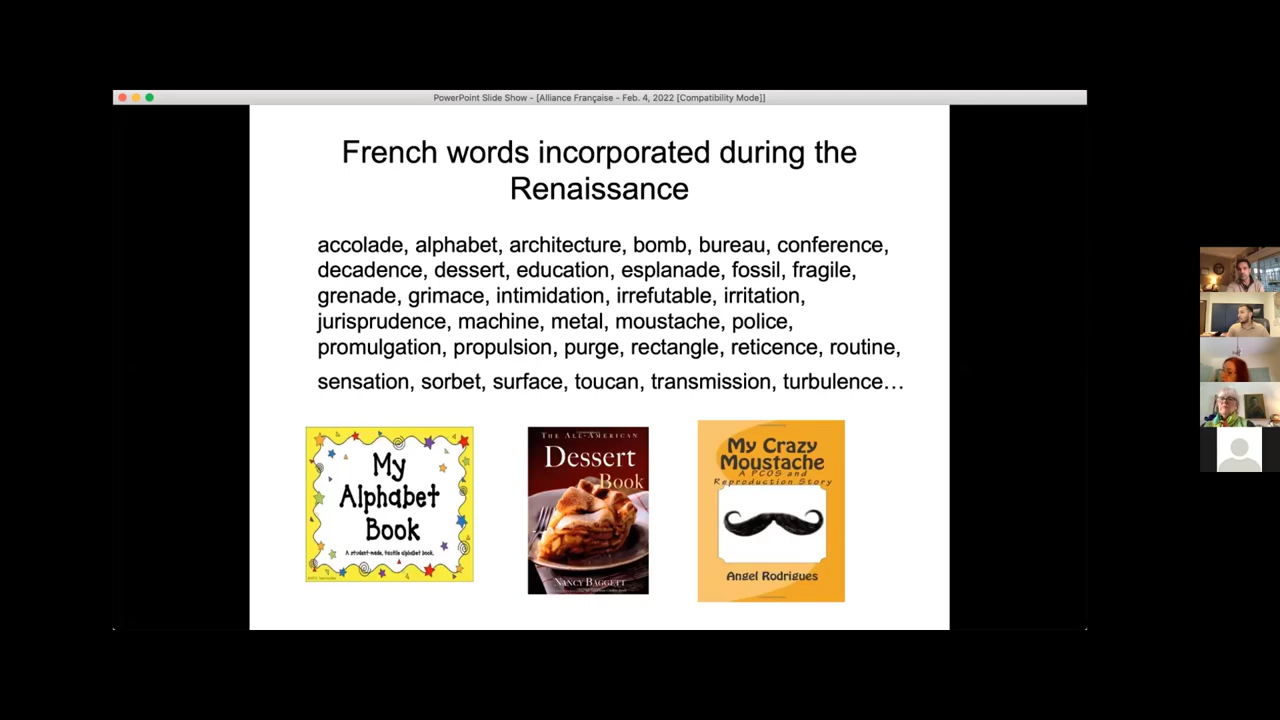 PowerPoint Slide Show - [Alliance Française - Feb. 4, 2022 [Compatibility Mode]]
French words incorporated during the
Renaissance
accolade, alphabet, architecture, bomb, bureau, conference,
decadence, dessert, education, esplanade, fossil, fragile,
grenade, grimace, intimidation, irrefutable, irritation,
jurisprudence, machine, metal, moustache, police,
promulgation, propulsion, purge, rectangle, reticence, routine,
sensation, sorbet, surface, toucan, transmission, turbulence…
My
Alphabet
Book
A student-made, tactile alphabet book.
THE ALL-AMERICAN
Dessert
Book
NANCY BAGGETT
My Crazy
Moustache
A PCOS and
Reproduction Story
Angel Rodrigues